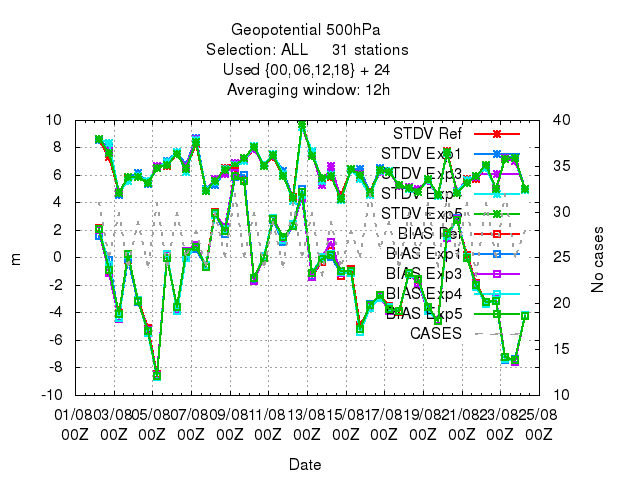 Geopotential 500hPa
Selection: ALL 31 stations
Used {00,06,12,18} + 24
Averaging window: 12h
10 40
STDV Ref
8
STDV Exp1
6 35
STDV Exp3
STDV Exp4
4
STDV Exp5
30
2 BIAS Ref
m 0 25 No cases
BIAS Exp1
BIAS Exp3
-2
BIAS Exp4
20
-4 BIAS Exp5
CASES
-6 15
-8
-10 10
01/08 03/08 05/08 07/08 09/08 11/08 13/08 15/08 17/08 19/08 21/08 23/08 25/08
00Z 00Z 00Z 00Z 00Z 00Z 00Z 00Z 00Z 00Z 00Z 00Z 00Z
Date